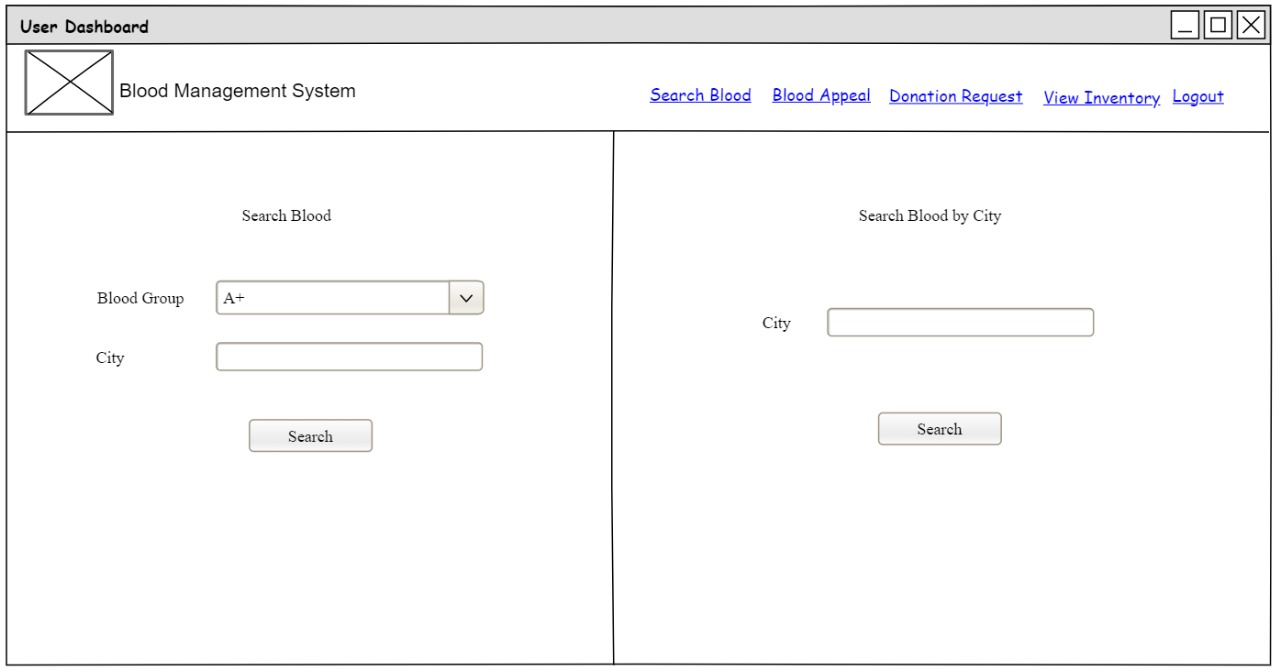 User Dashboard
Blood Management System
Search Blood Blood Appeal Donation Request View Inventory Logout
Search Blood
Blood Group A+
City
Search
Search Blood by City
City
Search